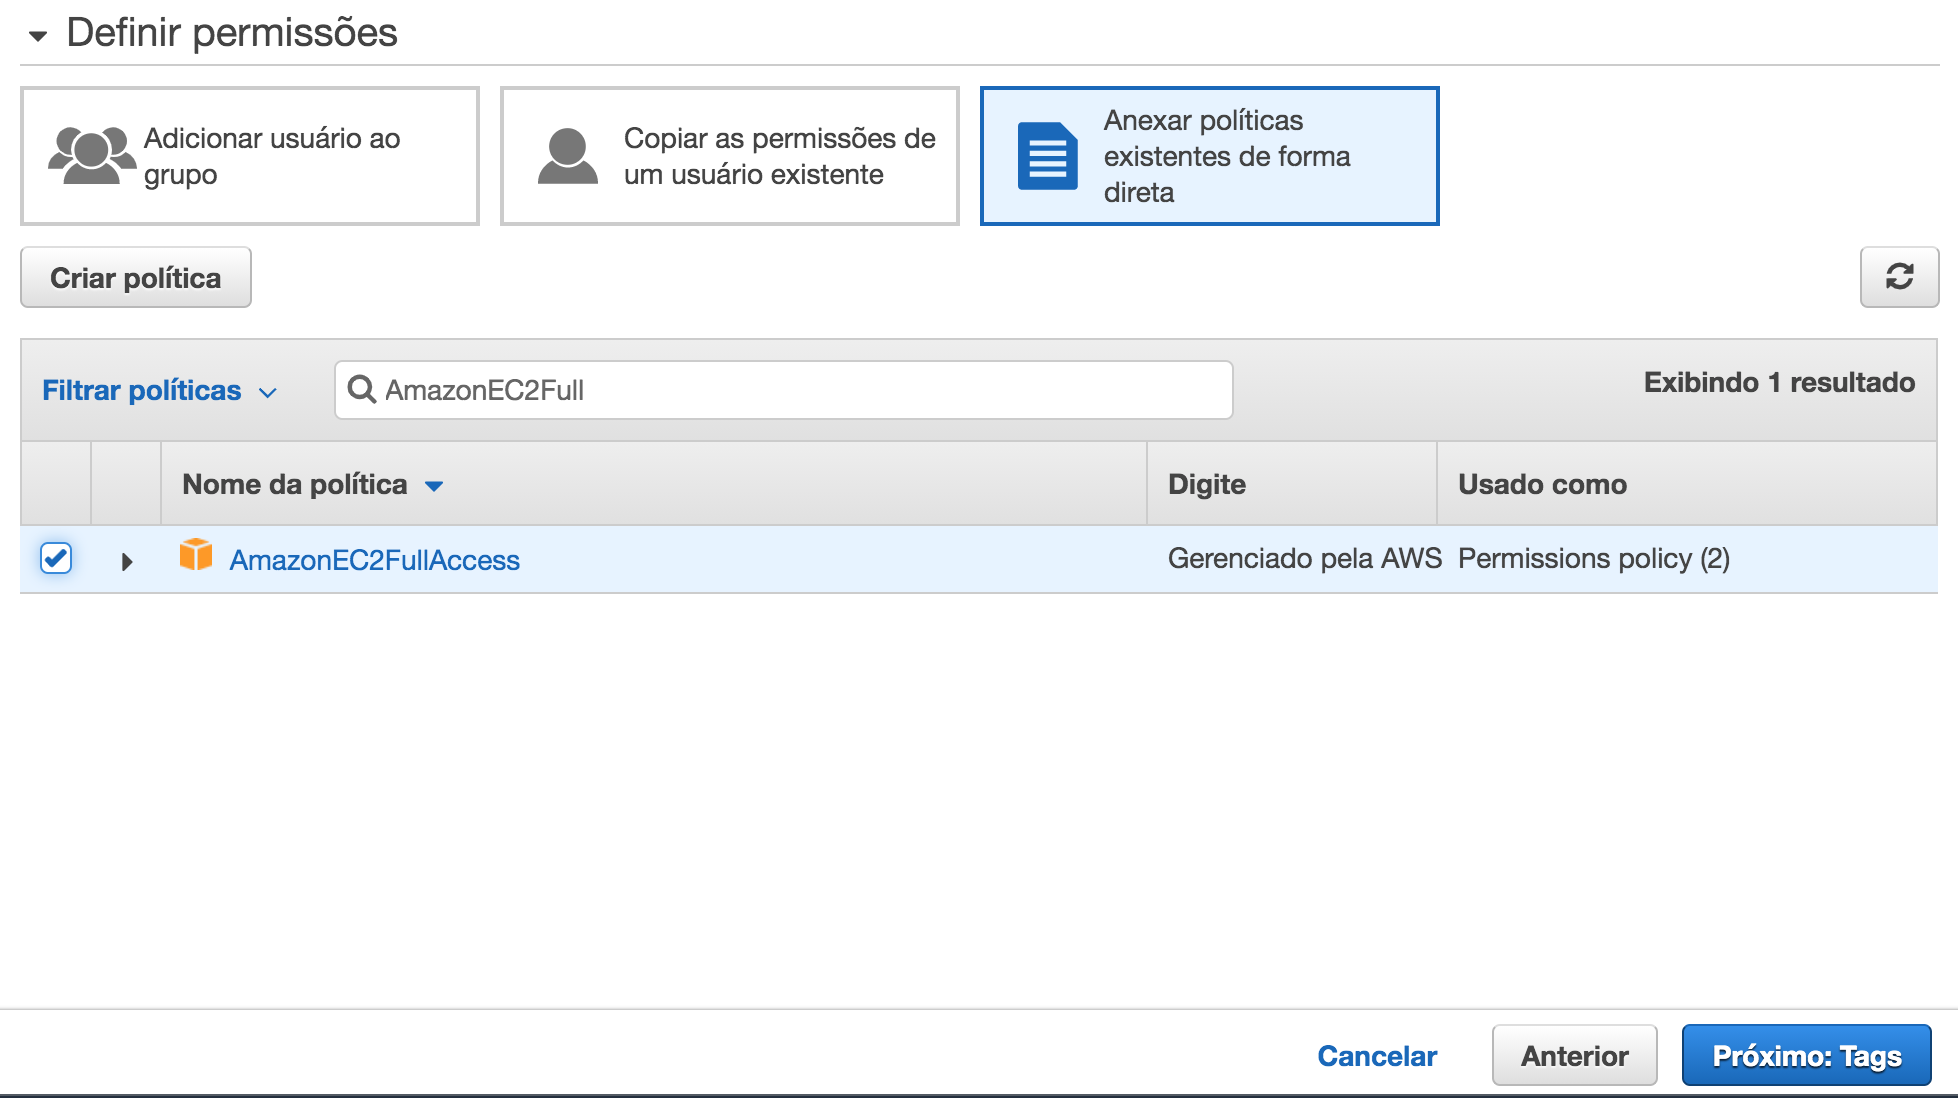 Definir permissões
Adicionar usuário ao
grupo
Copiar as permissões de
um usuário existente
Anexar políticas
existentes de forma
direta
Criar política
Filtrar políticas
AmazonEC2Full
Exibindo 1 resultado
Nome da política
Digite
Usado como
AmazonEC2FullAccess
Gerenciado pela AWS
Permissions policy (2)
Cancelar
Anterior
Próximo: Tags